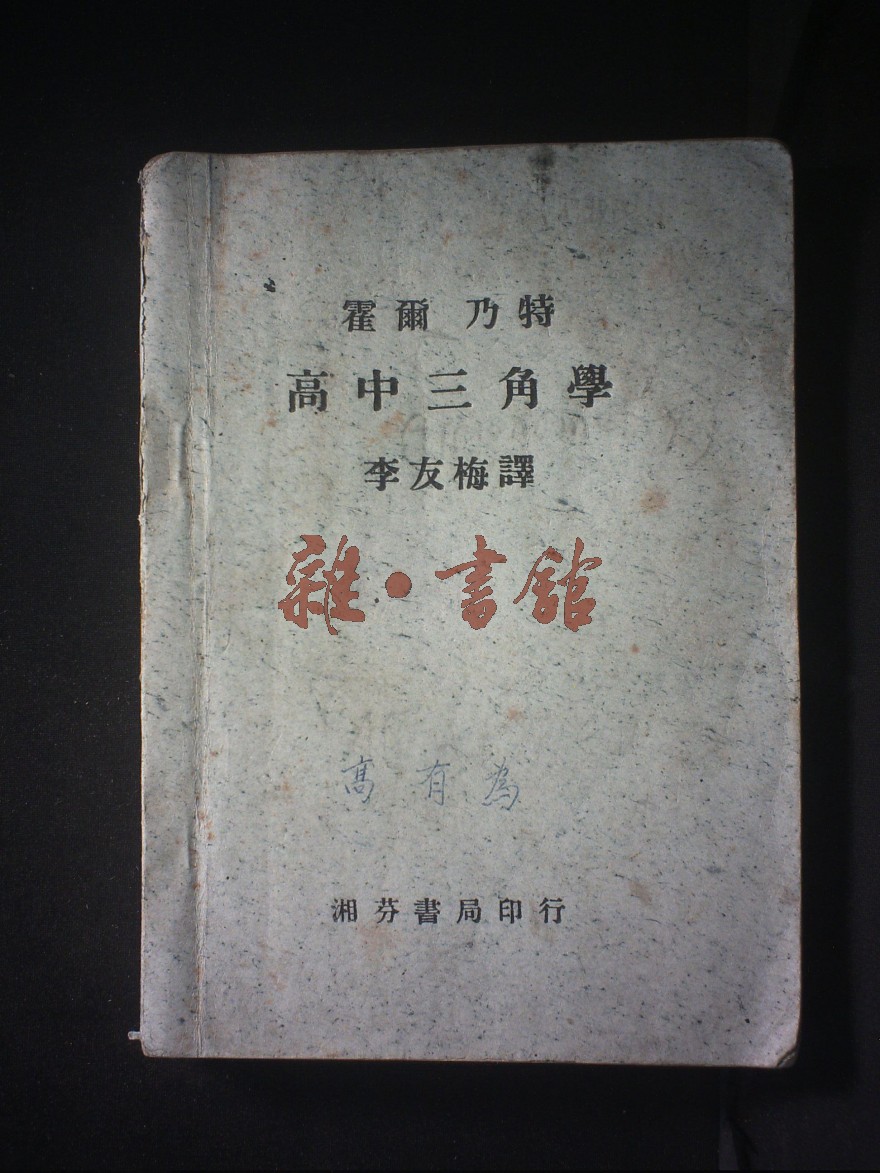 霍爾 乃特
高中三角學
李友梅譯
雜·書館
高有為
湘芬書局印行